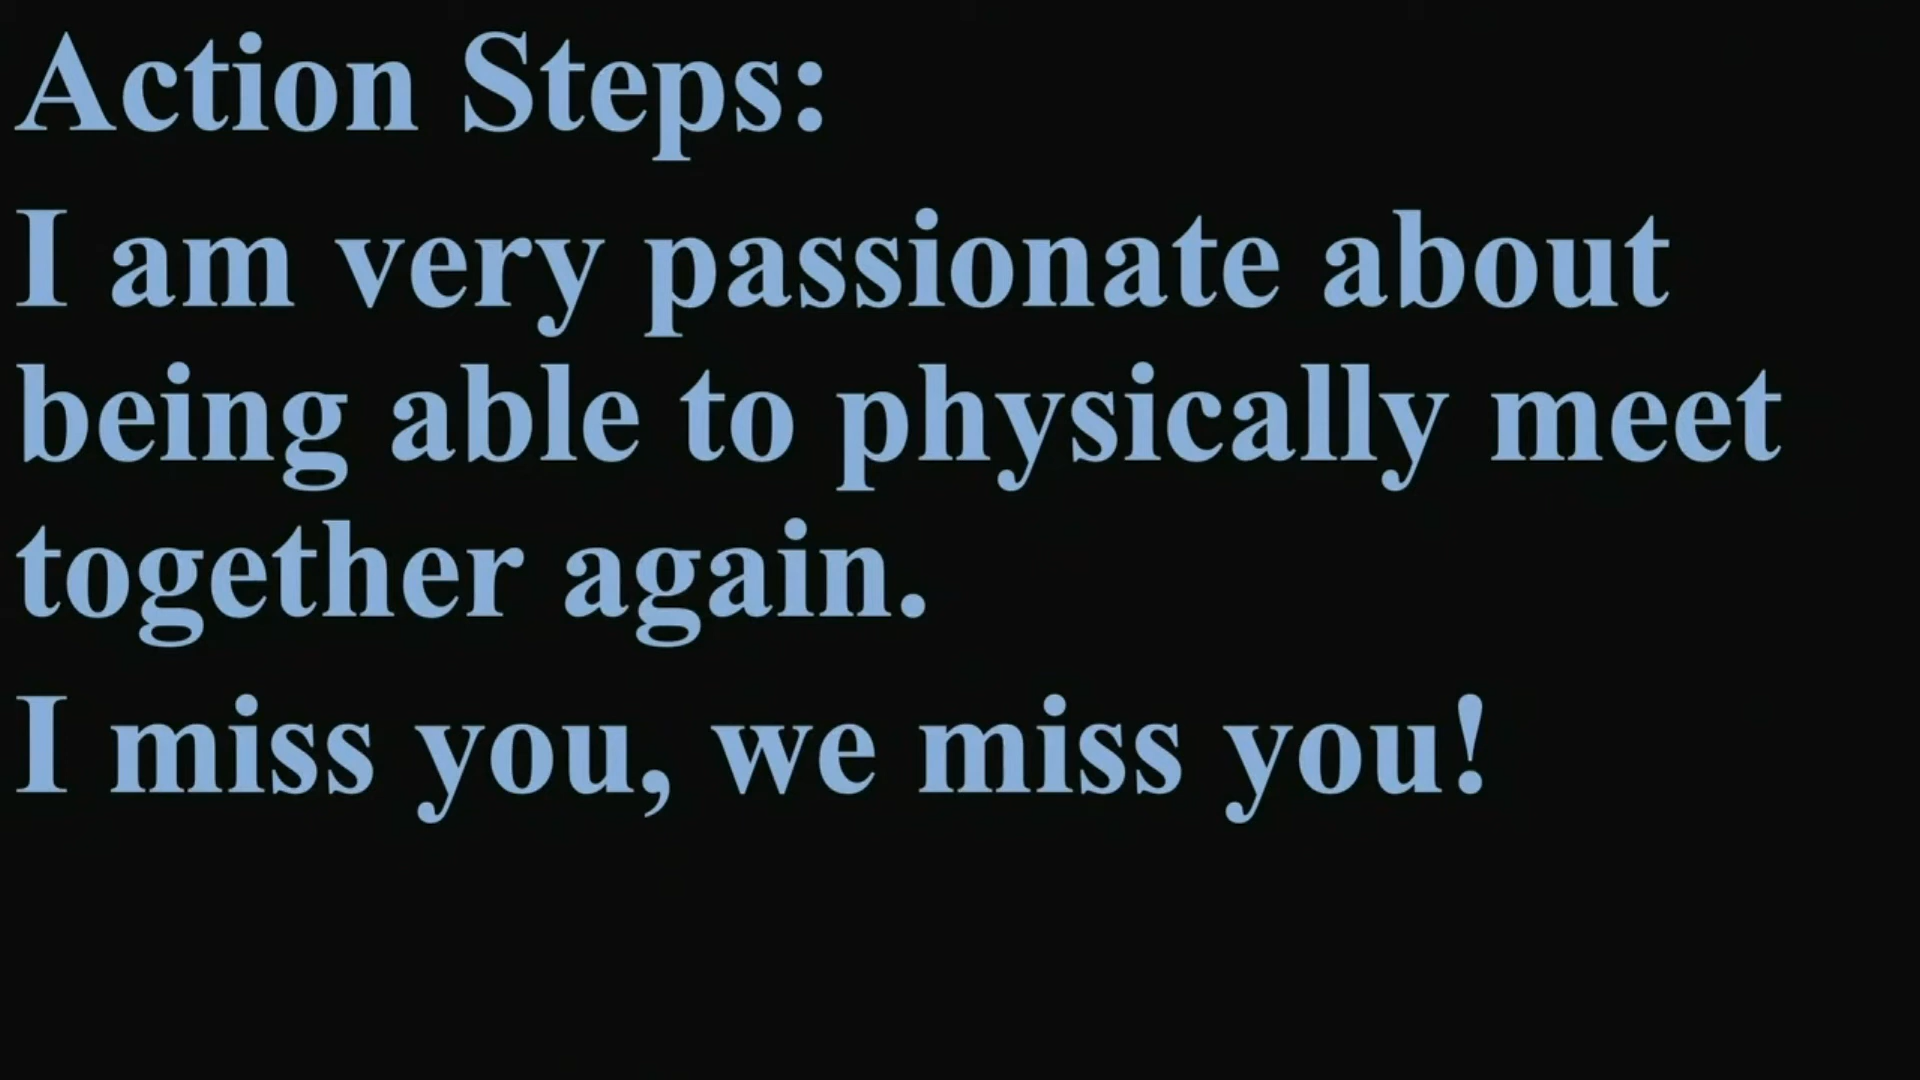 Action Steps:
I am very passionate about
being able to physically meet
together again.
I miss you, we miss you!